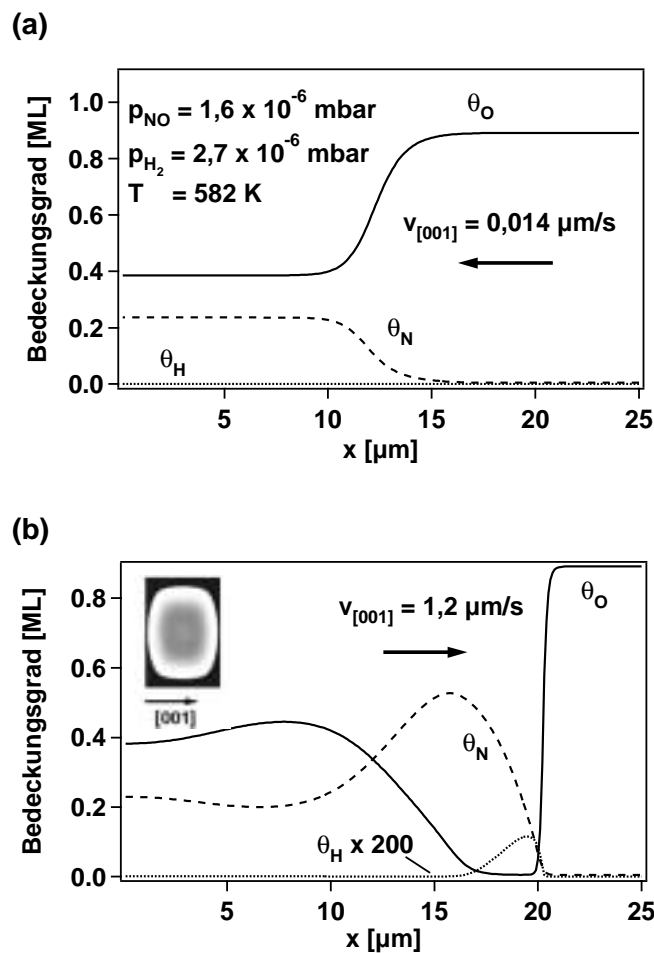 (a)
Bedeckungsgrad [ML]
1.0
0.8
0.6
0.4
0.2
0.0
p_NO = 1,6 x 10^-6 mbar
p_H2 = 2,7 x 10^-6 mbar
T = 582 K
θ_O
v_[001] = 0,014 µm/s
θ_N
θ_H
5 10 15 20 25
x [µm]
(b)
Bedeckungsgrad [ML]
0.8
0.6
0.4
0.2
0.0
[001]
v_[001] = 1,2 µm/s
θ_O
θ_N
θ_H x 200
5 10 15 20 25
x [µm]